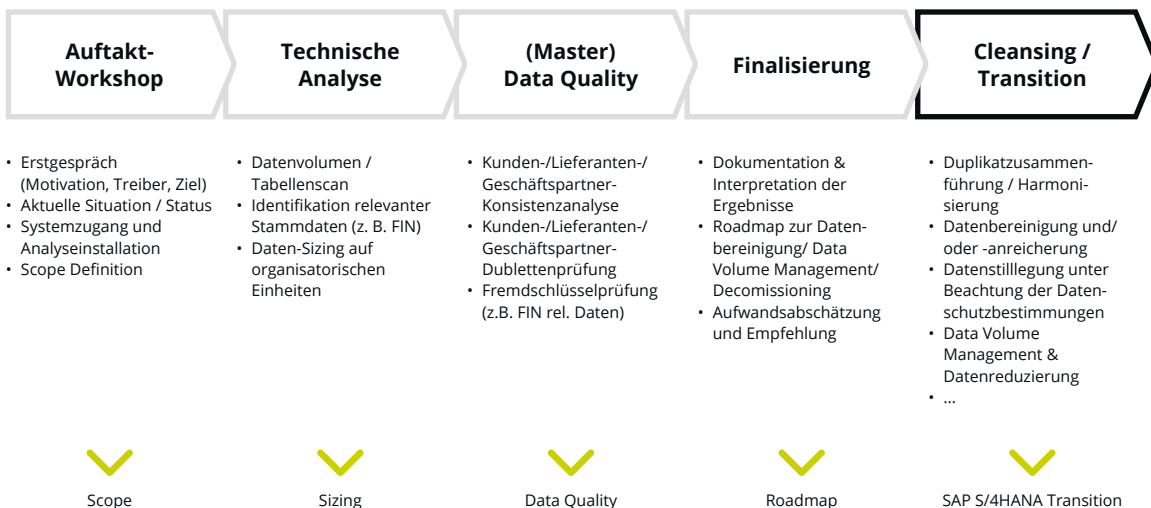 Auftakt-
Workshop
Technische
Analyse
(Master)
Data Quality
Finalisierung
Cleansing /
Transition
• Erstgespräch
(Motivation, Treiber, Ziel)
• Aktuelle Situation / Status
• Systemzugang und
Analyseinstallation
• Scope Definition
• Datenvolumen /
Tabellenscan
• Identifikation relevanter
Stammdaten (z. B. FIN)
• Daten-Sizing auf
organisatorischen
Einheiten
• Kunden-/Lieferanten-/
Geschäftspartner-
Konsistenzanalyse
• Kunden-/Lieferanten-/
Geschäftspartner-
Dublettenprüfung
• Fremdschlüsselprüfung
(z.B. FIN rel. Daten)
• Dokumentation &
Interpretation der
Ergebnisse
• Roadmap zur Daten-
bereinigung/ Data
Volume Management/
Decomissioning
• Aufwandsabschätzung
und Empfehlung
• Duplikatzusammen-
führung / Harmoni-
sierung
• Datenbereinigung und/
oder -anreicherung
• Datenstilllegung unter
Beachtung der Daten-
schutzbestimmungen
• Data Volume
Management &
Datenreduzierung
• ...
Scope
Sizing
Data Quality
Roadmap
SAP S/4HANA Transition